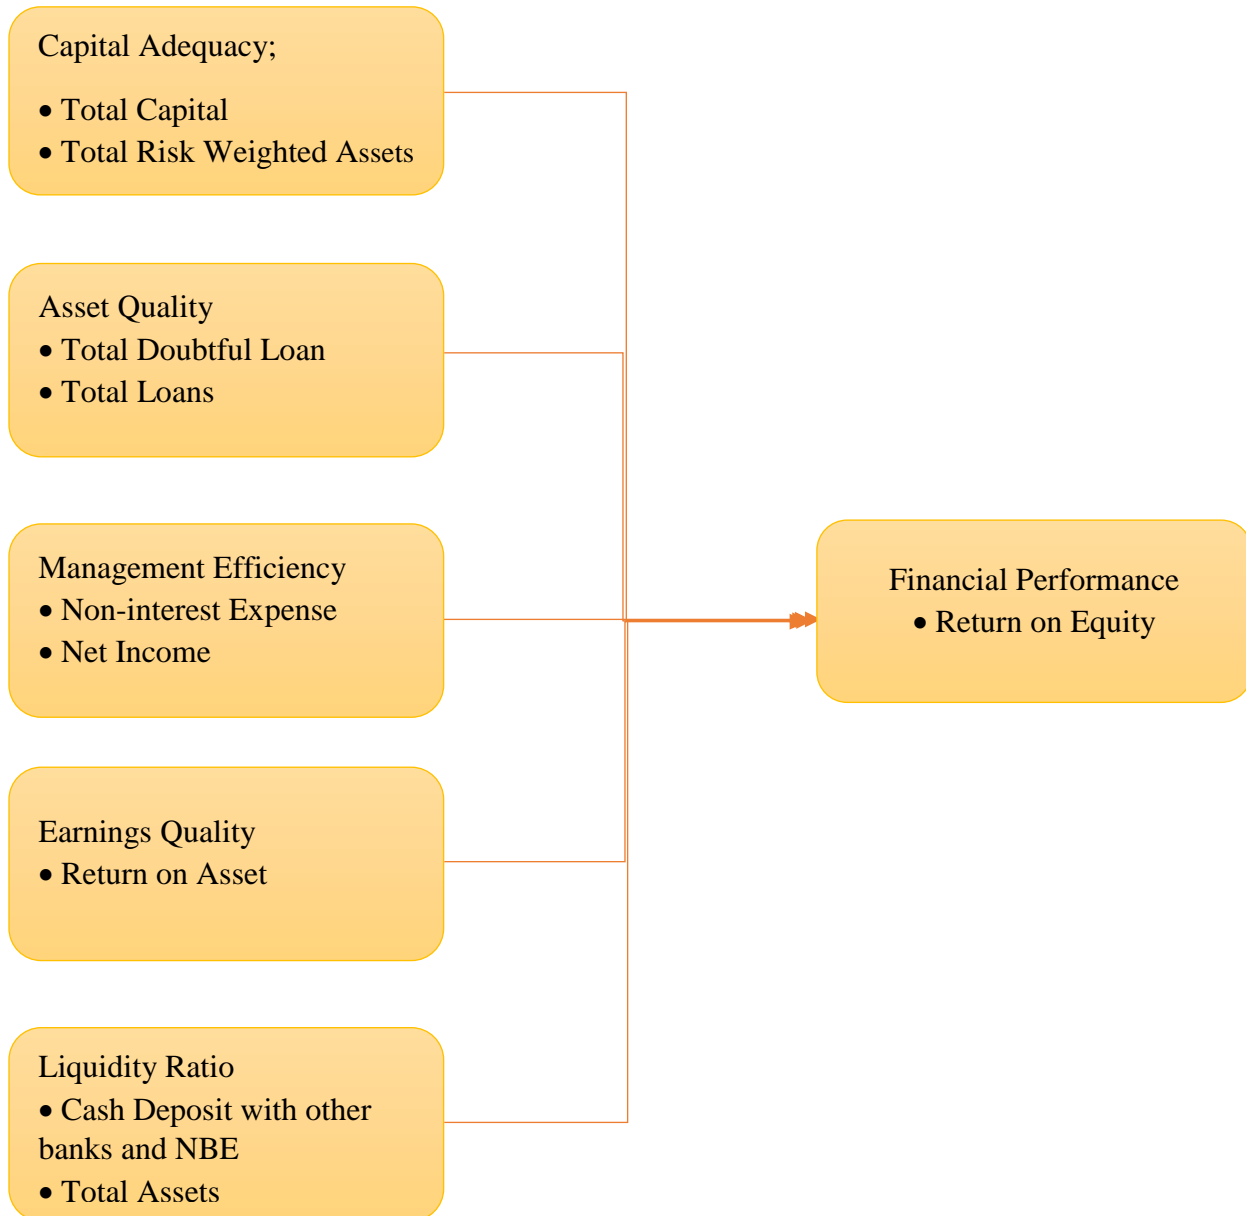 Capital Adequacy;
• Total Capital
• Total Risk Weighted Assets
Asset Quality
• Total Doubtful Loan
• Total Loans
Management Efficiency
• Non-interest Expense
• Net Income
Financial Performance
• Return on Equity
Earnings Quality
• Return on Asset
Liquidity Ratio
• Cash Deposit with other
banks and NBE
• Total Assets